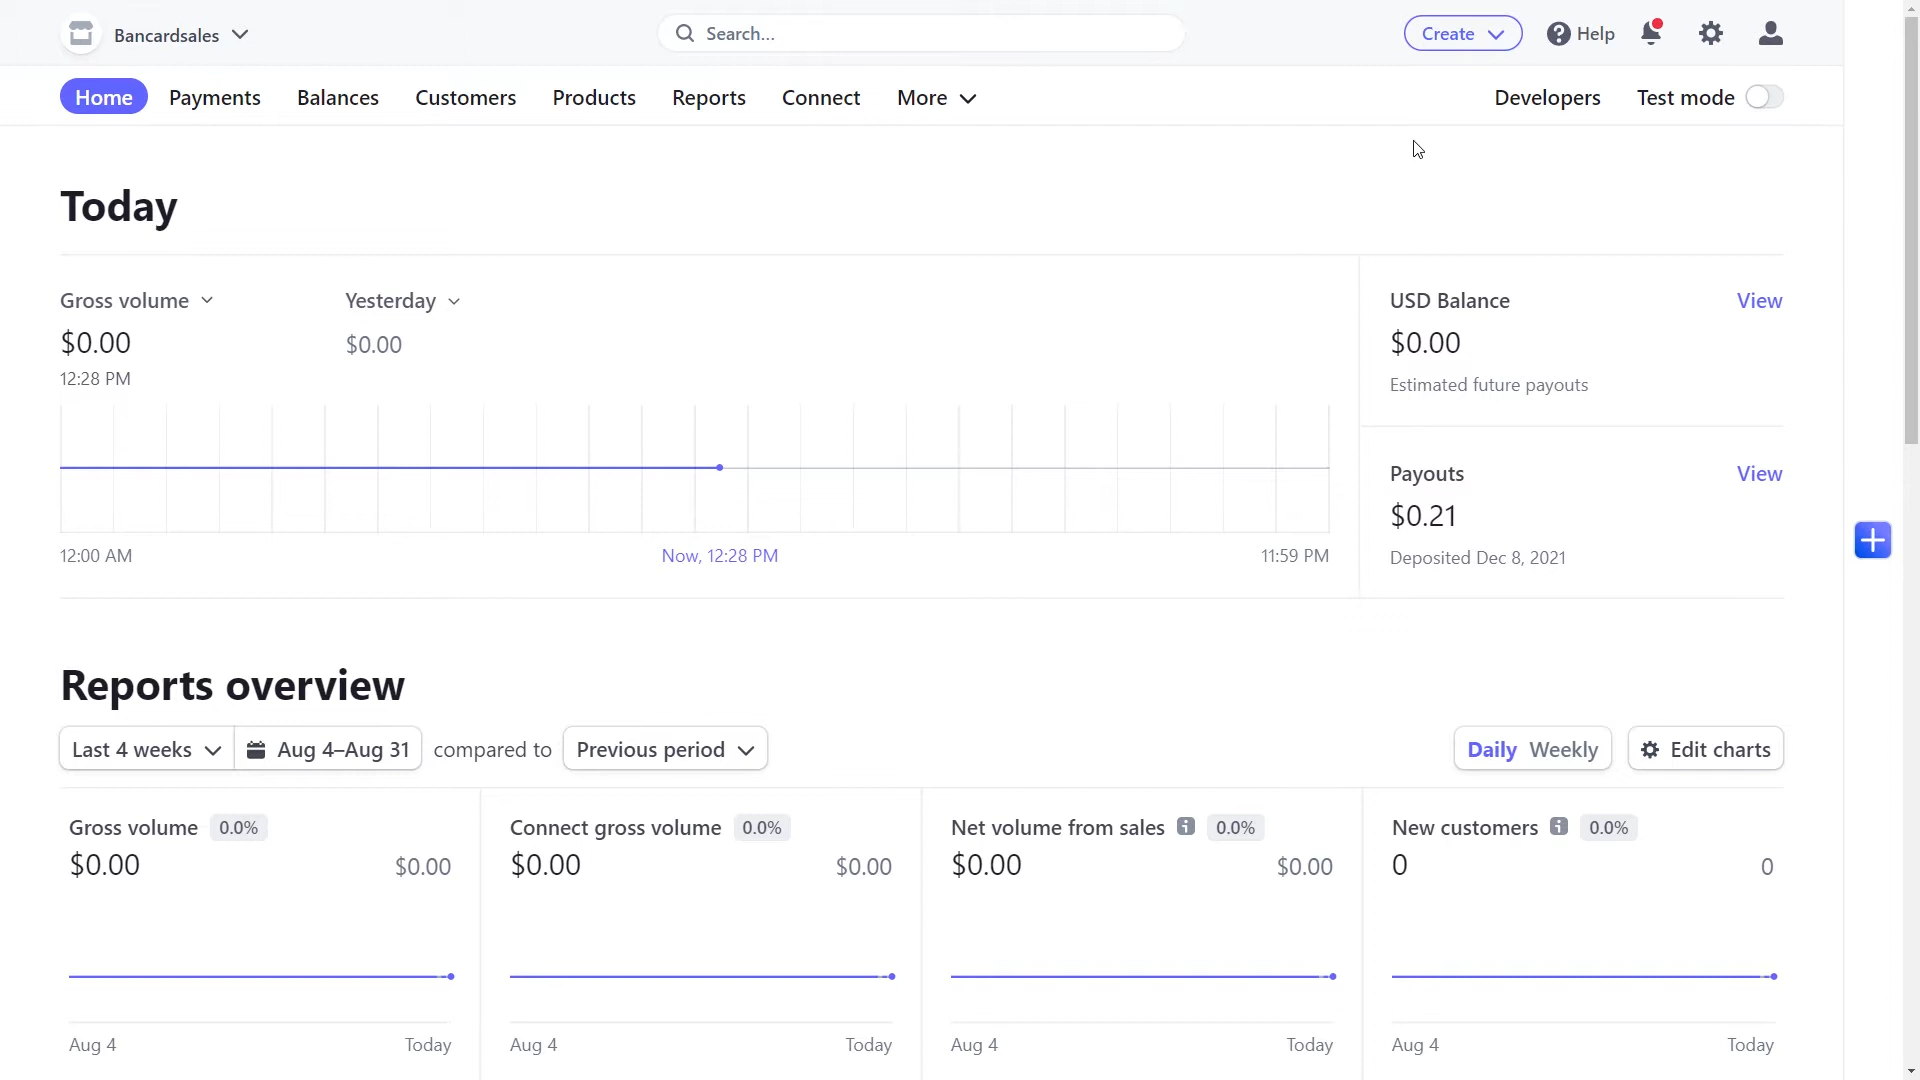 Bancardsales
Search...
Create
Help
Home
Payments
Balances
Customers
Products
Reports
Connect
More
Developers
Test mode
Today
Gross volume
Yesterday
$0.00
$0.00
12:28 PM
12:00 AM
Now, 12:28 PM
11:59 PM
USD Balance
View
$0.00
Estimated future payouts
Payouts
View
$0.21
Deposited Dec 8, 2021
Reports overview
Last 4 weeks
Aug 4–Aug 31
compared to
Previous period
Daily
Weekly
Edit charts
Gross volume 0.0%
$0.00
$0.00
Aug 4
Today
Connect gross volume 0.0%
$0.00
$0.00
Aug 4
Today
Net volume from sales 0.0%
$0.00
$0.00
Aug 4
Today
New customers 0.0%
0
0
Aug 4
Today